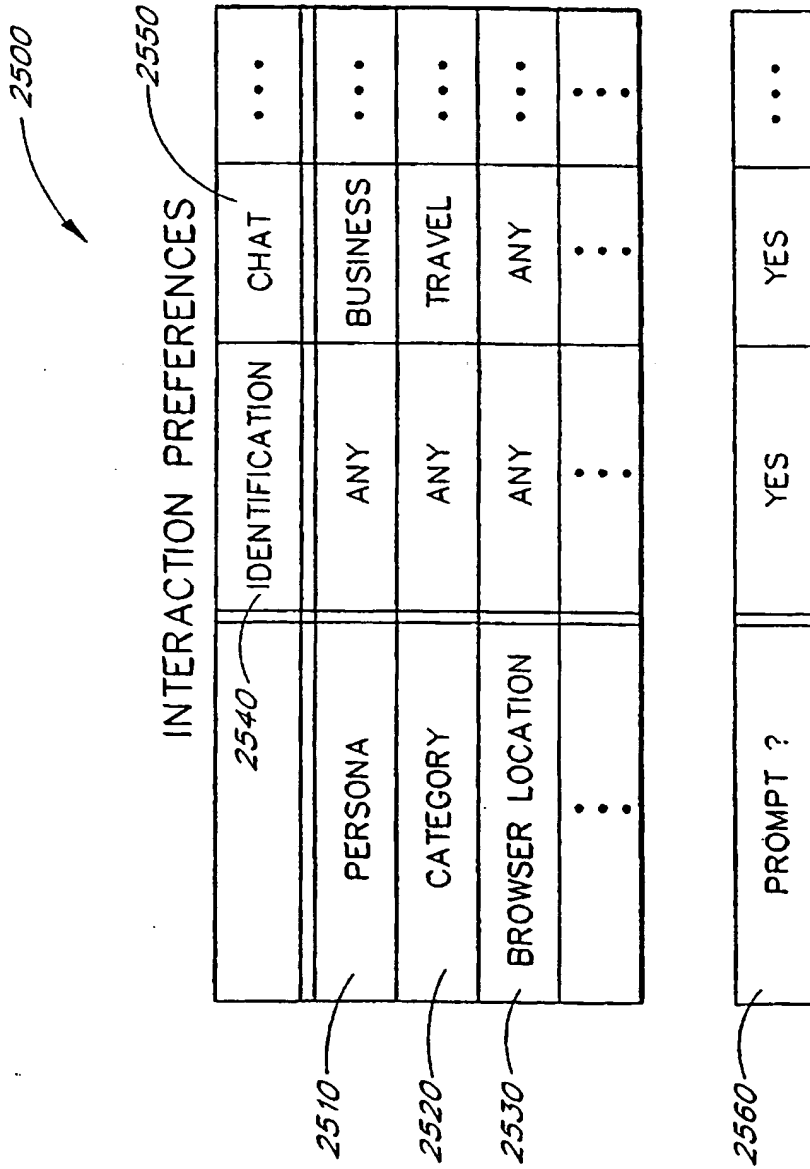 2500
INTERACTION PREFERENCES
2540 IDENTIFICATION CHAT 2550 • • •
2510 PERSONA ANY BUSINESS • • •
2520 CATEGORY ANY TRAVEL • • •
2530 BROWSER LOCATION ANY ANY • • •
• • • • • • • • • • • •
2560 PROMPT ? YES YES • • •